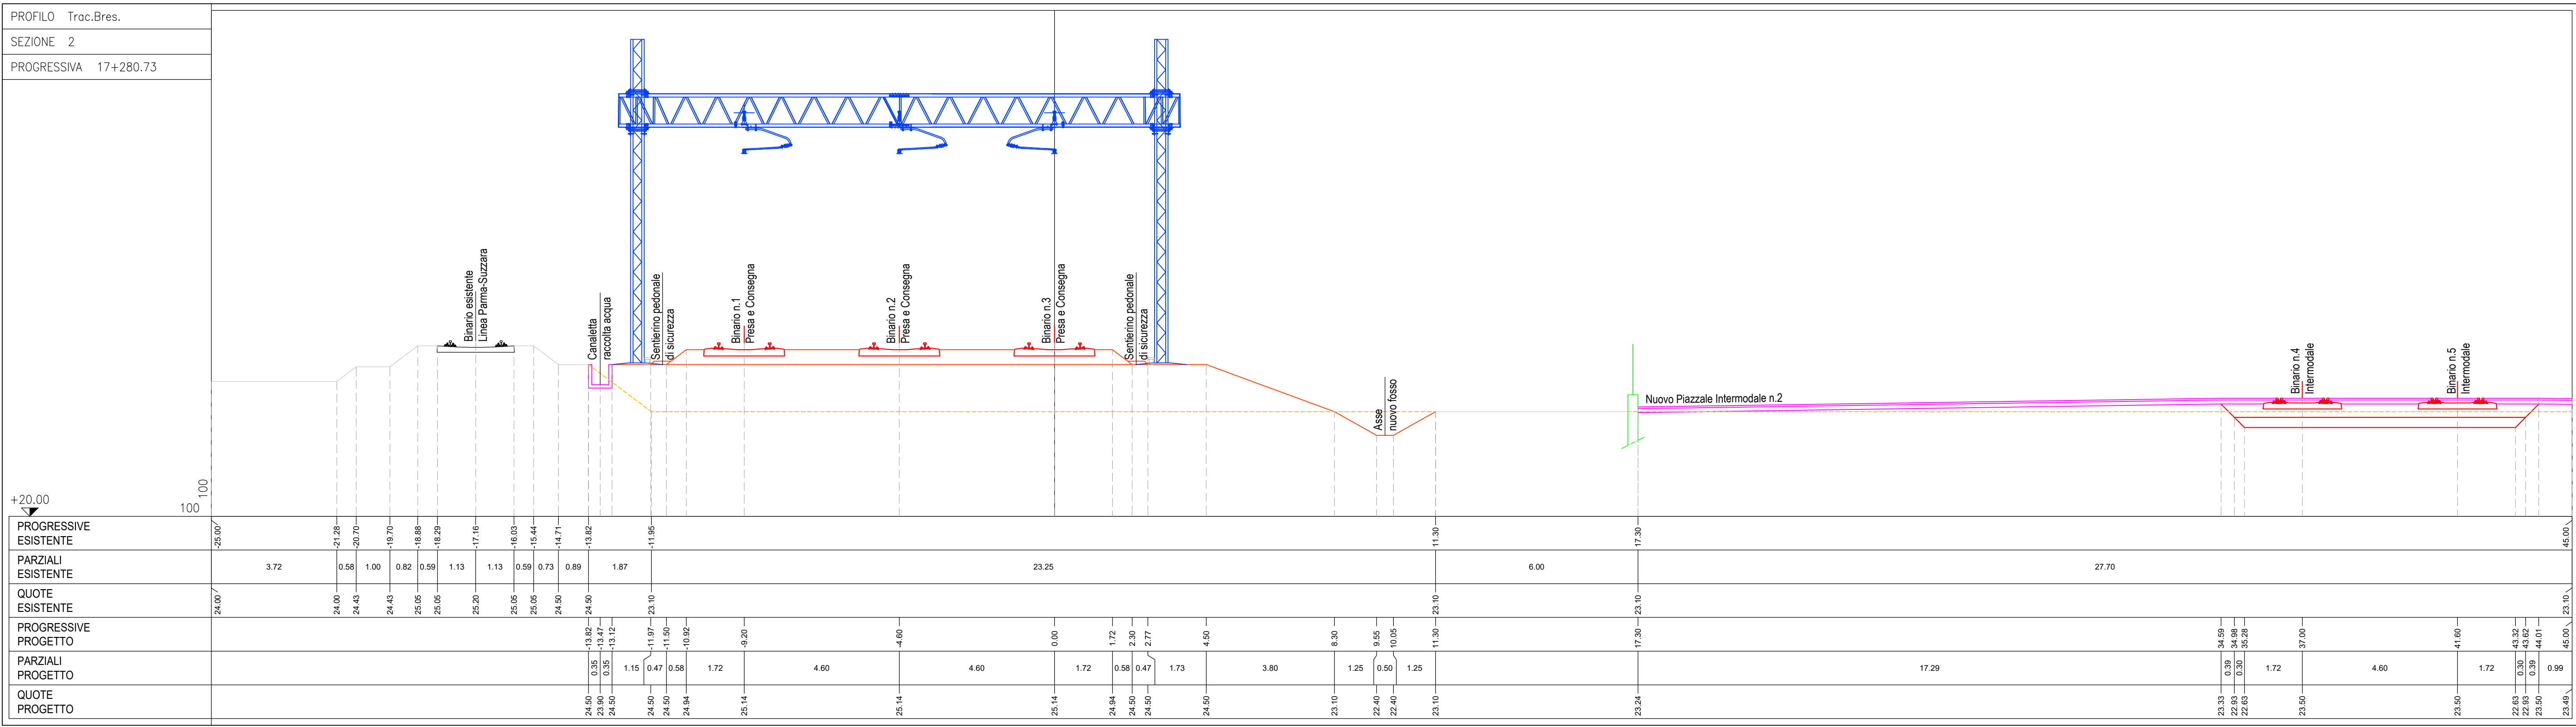 PROFILO Trac.Bres.
SEZIONE 2
PROGRESSIVA 17+280.73
Binario esistente
Linea Parma-Suzzara
Canaletta
raccolta acqua
Sentierino pedonale
di sicurezza
Binario n.1
Presa e Consegna
Binario n.2
Presa e Consegna
Binario n.3
Presa e Consegna
Sentierino pedonale
di sicurezza
Asse
nuovo fosso
Nuovo Piazzale Intermodale n.2
Binario n.4
Intermodale
Binario n.5
Intermodale
+20.00
100
100
PROGRESSIVE
ESISTENTE
-25.00 -21.28 -20.70 -19.70 -18.88 -18.29 -17.16 -16.03 -15.44 -14.71 -13.82 -11.95 11.30 17.30 45.00
PARZIALI
ESISTENTE
3.72 0.58 1.00 0.82 0.59 1.13 1.13 0.59 0.73 0.89 1.87 23.25 6.00 27.70
QUOTE
ESISTENTE
24.00 24.00 24.43 24.43 25.05 25.05 25.20 25.05 25.05 24.50 24.50 23.10 23.10 23.10 23.10
PROGRESSIVE
PROGETTO
-13.82 -13.47 -13.12 -11.97 -11.50 -10.92 -9.20 -4.60 0.00 1.72 2.30 2.77 4.50 8.30 9.55 10.05 11.30 17.30 34.59 34.98 35.28 37.00 41.60 43.32 43.62 44.01 45.00
PARZIALI
PROGETTO
0.35 0.35 1.15 0.47 0.58 1.72 4.60 4.60 1.72 0.58 0.47 1.73 3.80 1.25 0.50 1.25 17.29 0.39 0.30 1.72 4.60 1.72 0.30 0.39 0.99
QUOTE
PROGETTO
24.50 23.90 24.50 24.50 24.50 24.94 25.14 25.14 25.14 24.94 24.50 24.50 24.50 23.10 22.40 22.40 23.10 23.24 23.33 22.93 22.63 23.50 23.50 22.63 22.93 23.50 23.49